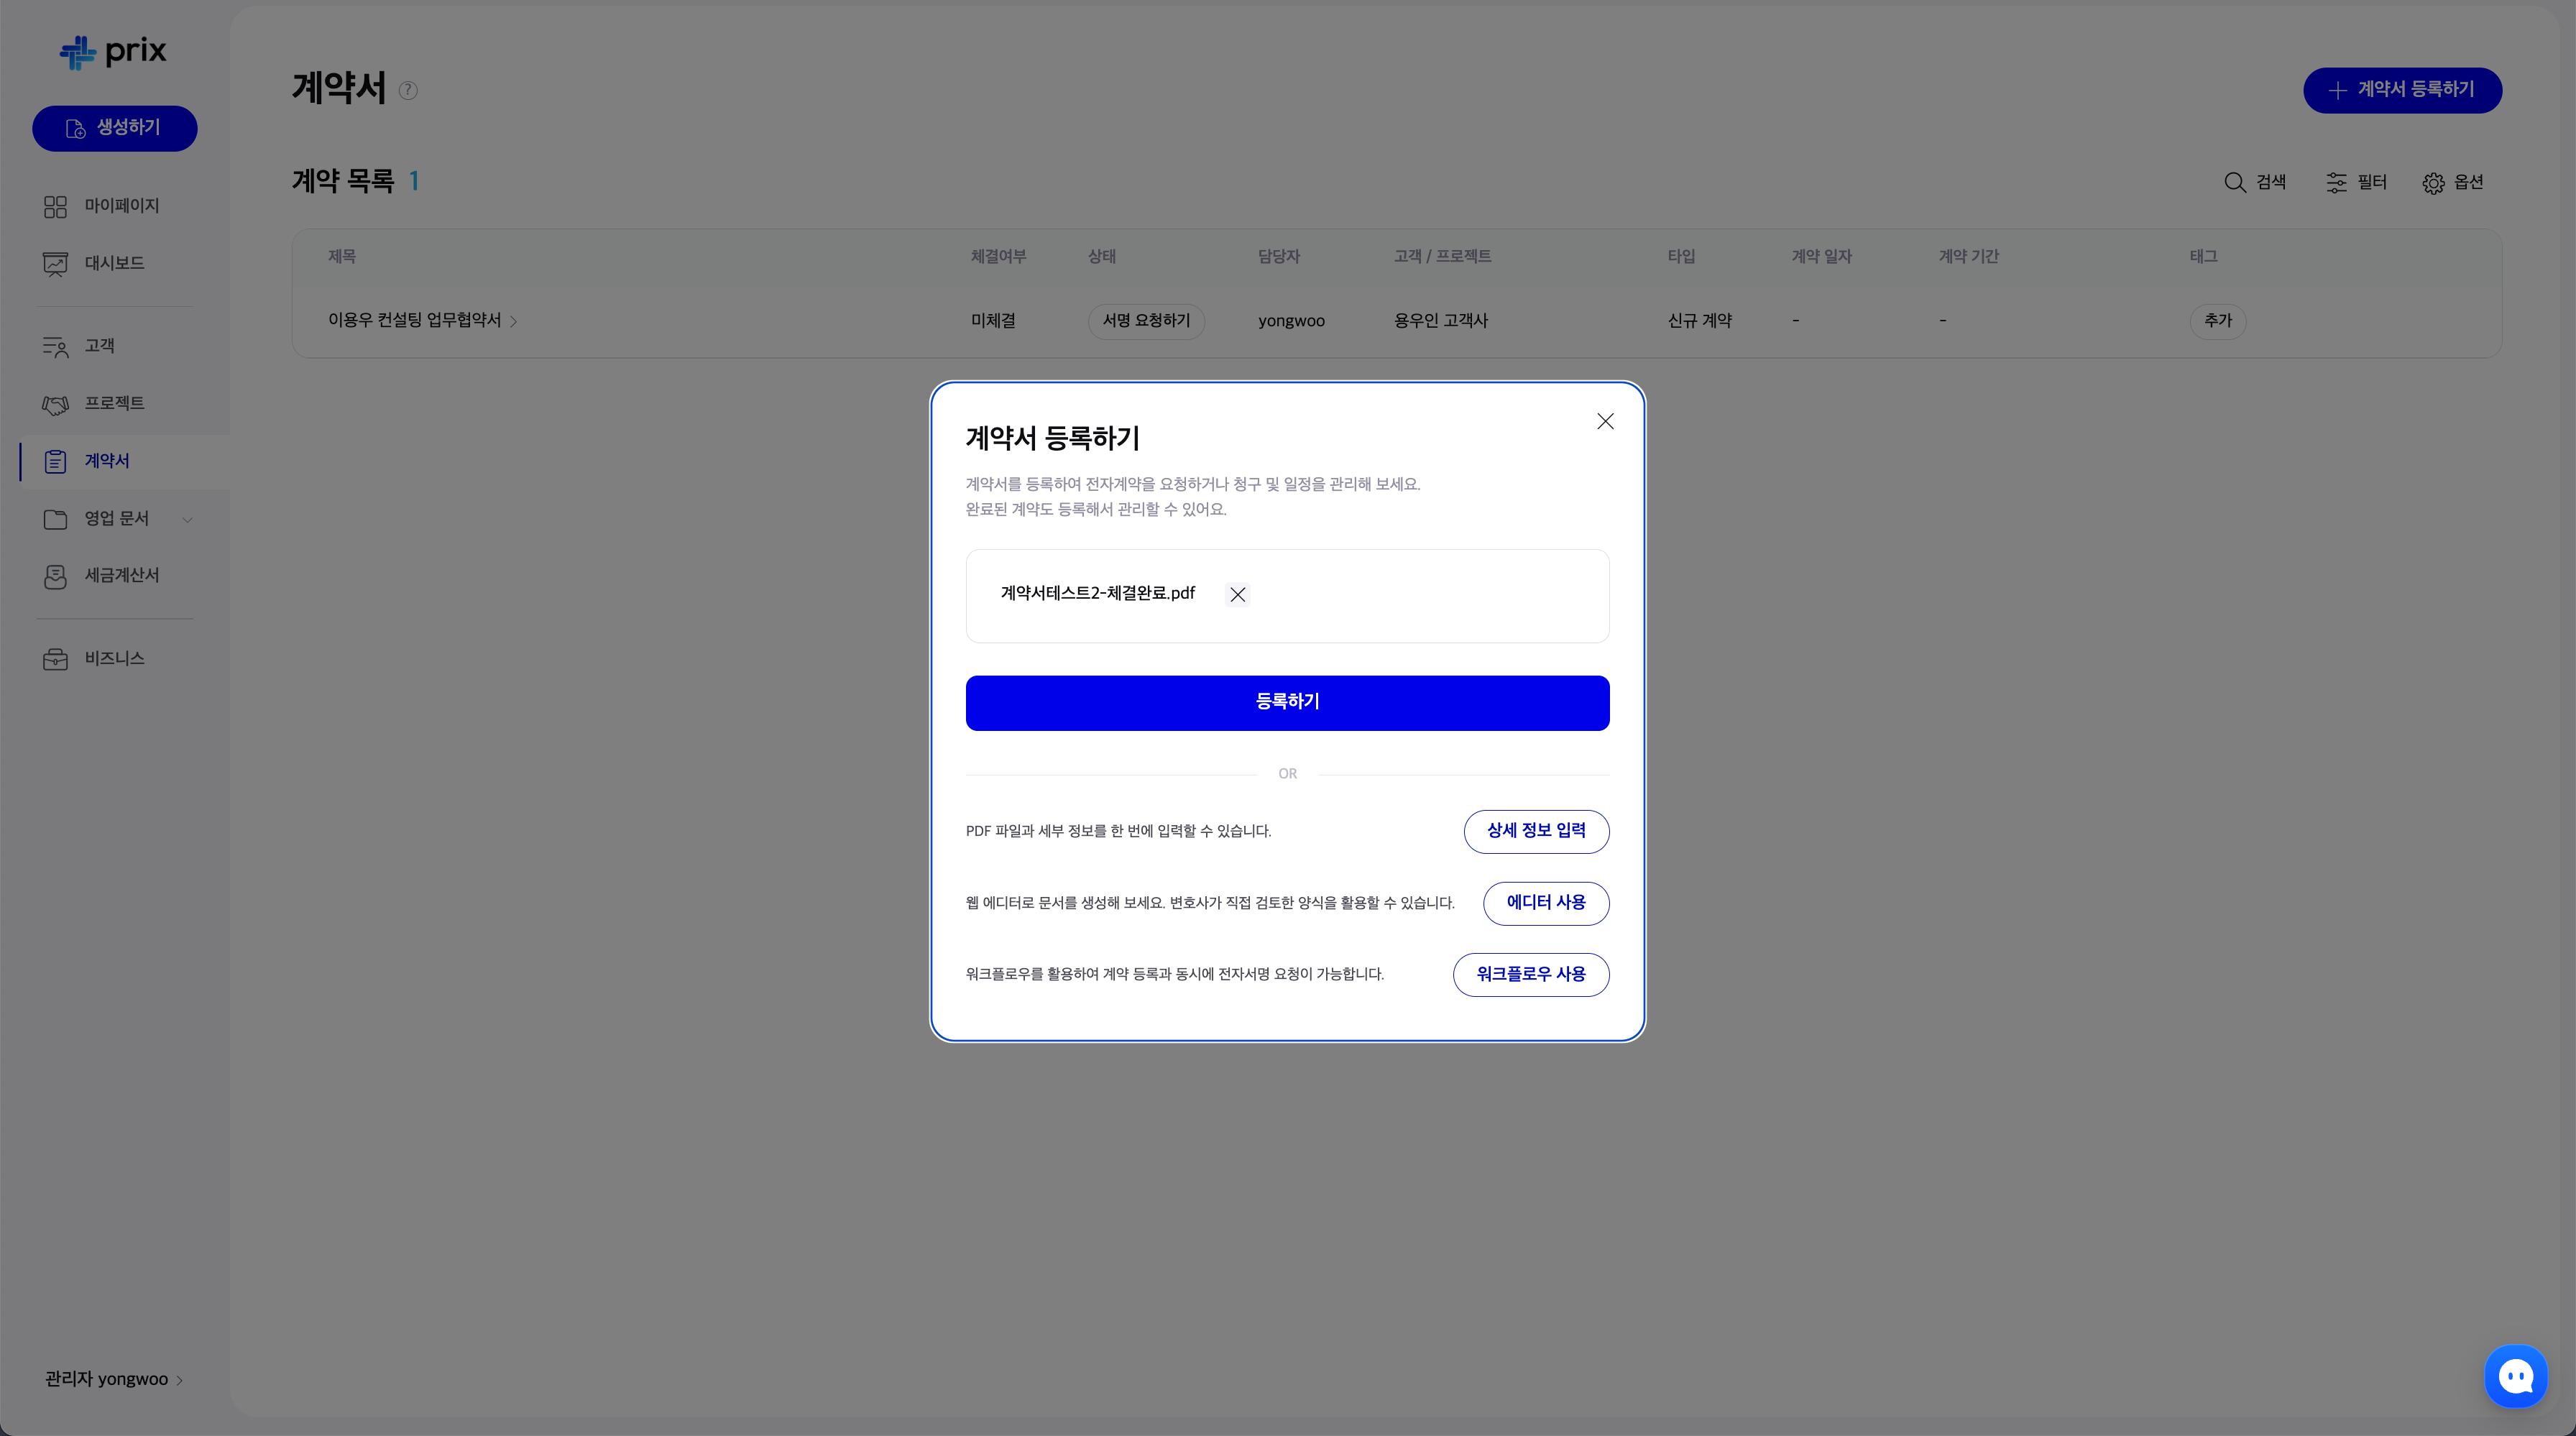 prix
생성하기
마이페이지
대시보드
고객
프로젝트
계약서
영업 문서
세금계산서
비즈니스
관리자 yongwoo
계약서 ?
계약서 등록하기
계약 목록 1
검색 필터 옵션
제목 체결여부 상태 담당자 고객 / 프로젝트 타입 계약 일자 계약 기간 태그
이용우 컨설팅 업무협약서 미체결 서명 요청하기 yongwoo 용우인 고객사 신규 계약 - - 추가
계약서 등록하기
계약서를 등록하여 전자계약을 요청하거나 청구 및 일정을 관리해 보세요.
완료된 계약도 등록해서 관리할 수 있어요.
계약서테스트2-체결완료.pdf
등록하기
OR
PDF 파일과 세부 정보를 한 번에 입력할 수 있습니다. 상세 정보 입력
웹 에디터로 문서를 생성해 보세요. 변호사가 직접 검토한 양식을 활용할 수 있습니다. 에디터 사용
워크플로우를 활용하여 계약 등록과 동시에 전자서명 요청이 가능합니다. 워크플로우 사용